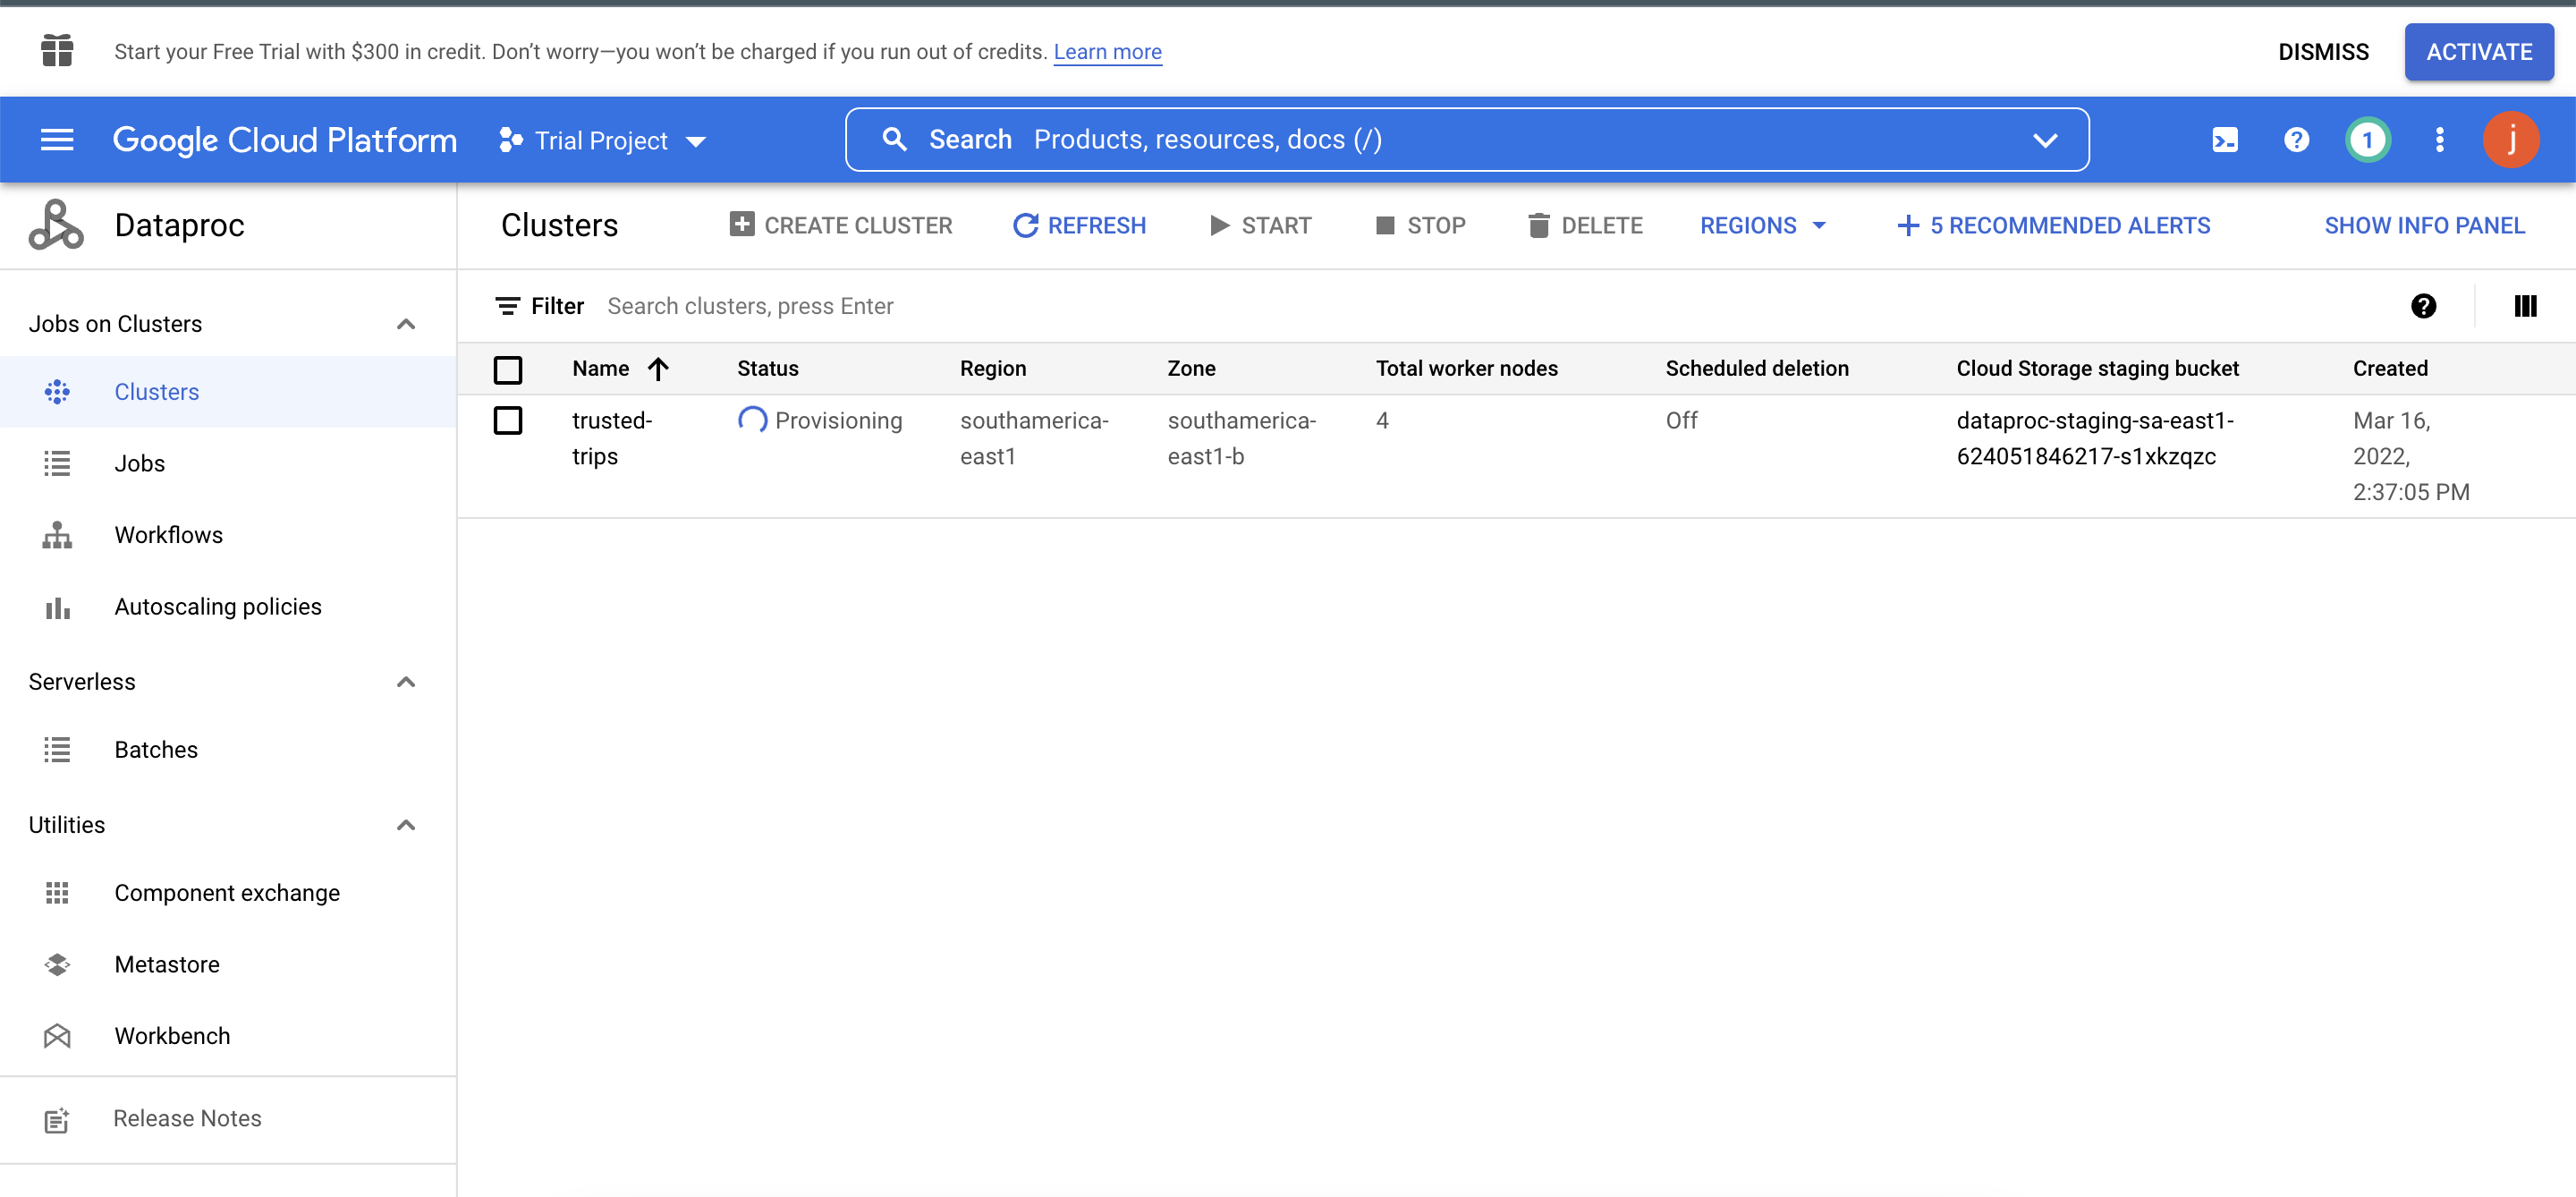 Start your Free Trial with $300 in credit. Don’t worry—you won’t be charged if you run out of credits. Learn more
DISMISS
ACTIVATE
Google Cloud Platform
Trial Project
Search Products, resources, docs (/)
1
j
Dataproc
Clusters
CREATE CLUSTER
REFRESH
START
STOP
DELETE
REGIONS
5 RECOMMENDED ALERTS
SHOW INFO PANEL
Jobs on Clusters
Clusters
Jobs
Workflows
Autoscaling policies
Serverless
Batches
Utilities
Component exchange
Metastore
Workbench
Release Notes
Filter Search clusters, press Enter
Name Status Region Zone Total worker nodes Scheduled deletion Cloud Storage staging bucket Created
trusted- Provisioning southamerica- southamerica- 4 Off dataproc-staging-sa-east1- Mar 16,
trips east1 east1-b 624051846217-s1xkzqzc 2022,
2:37:05 PM